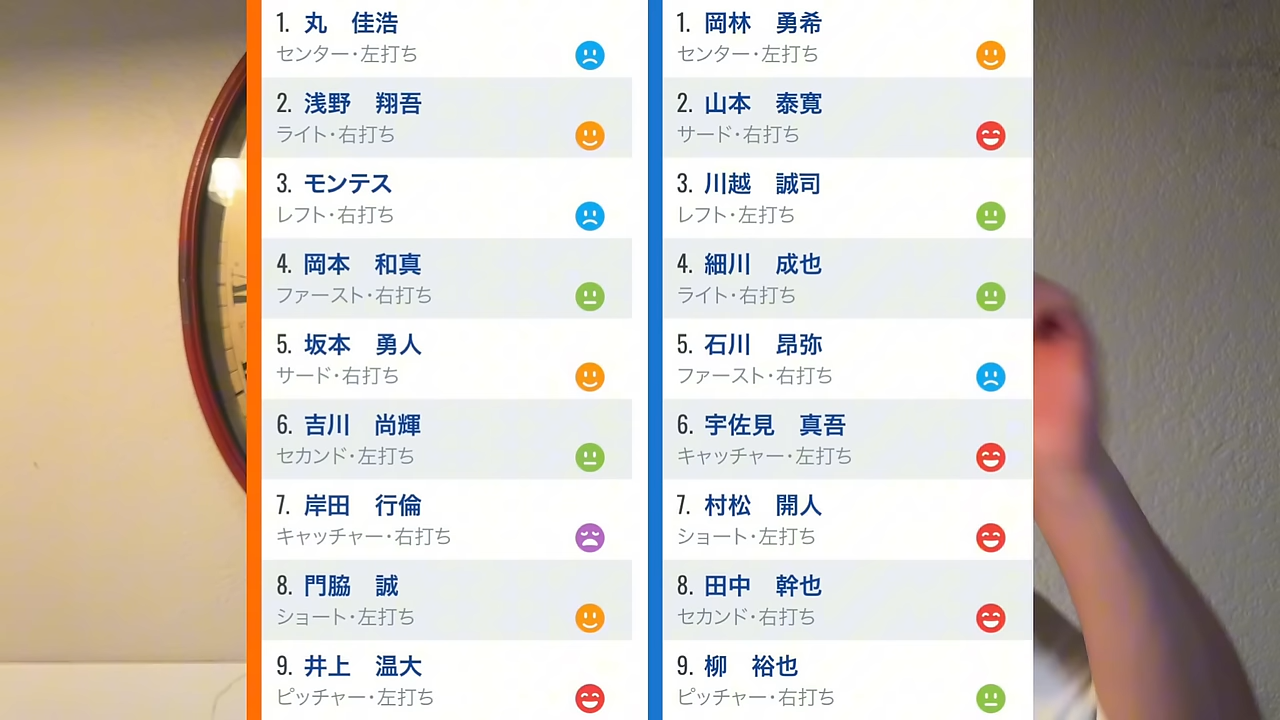 1. 丸 佳浩
センター・左打ち
2. 浅野 翔吾
ライト・右打ち
3. モンテス
レフト・右打ち
4. 岡本 和真
ファースト・右打ち
5. 坂本 勇人
サード・右打ち
6. 吉川 尚輝
セカンド・左打ち
7. 岸田 行倫
キャッチャー・右打ち
8. 門脇 誠
ショート・左打ち
9. 井上 温大
ピッチャー・左打ち
1. 岡林 勇希
センター・左打ち
2. 山本 泰寛
サード・右打ち
3. 川越 誠司
レフト・左打ち
4. 細川 成也
ライト・右打ち
5. 石川 昂弥
ファースト・右打ち
6. 宇佐見 真吾
キャッチャー・左打ち
7. 村松 開人
ショート・左打ち
8. 田中 幹也
セカンド・右打ち
9. 柳 裕也
ピッチャー・右打ち